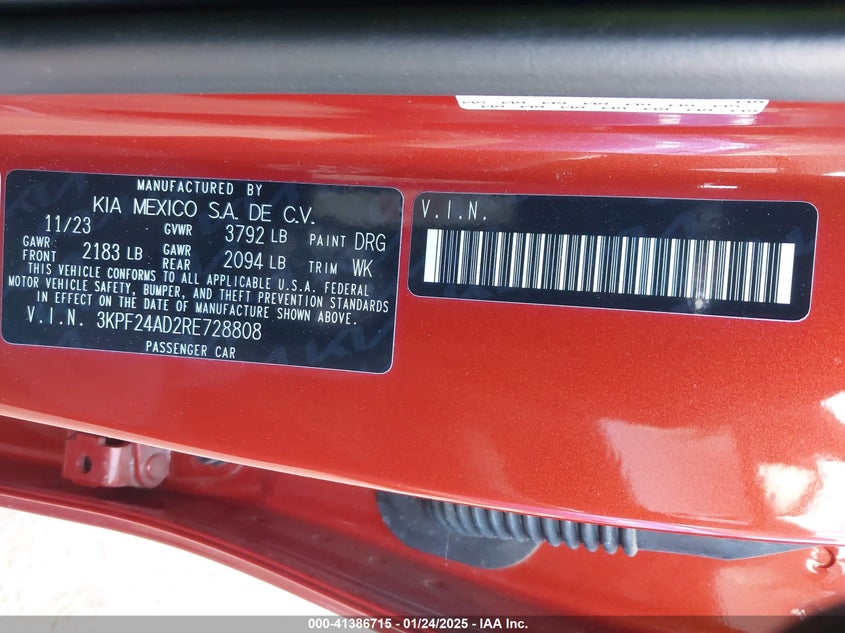 MANUFACTURED BY
KIA MEXICO S.A. DE C.V.
11/23 GVWR 3792 LB PAINT DRG
GAWR FRONT 2183 LB GAWR REAR 2094 LB TRIM WK
THIS VEHICLE CONFORMS TO ALL APPLICABLE U.S.A. FEDERAL
MOTOR VEHICLE SAFETY, BUMPER, AND THEFT PREVENTION STANDARDS
IN EFFECT ON THE DATE OF MANUFACTURE SHOWN ABOVE.
V.I.N. 3KPF24AD2RE728808
PASSENGER CAR
V.I.N.
000-41386715 - 01/24/2025 - IAA Inc.